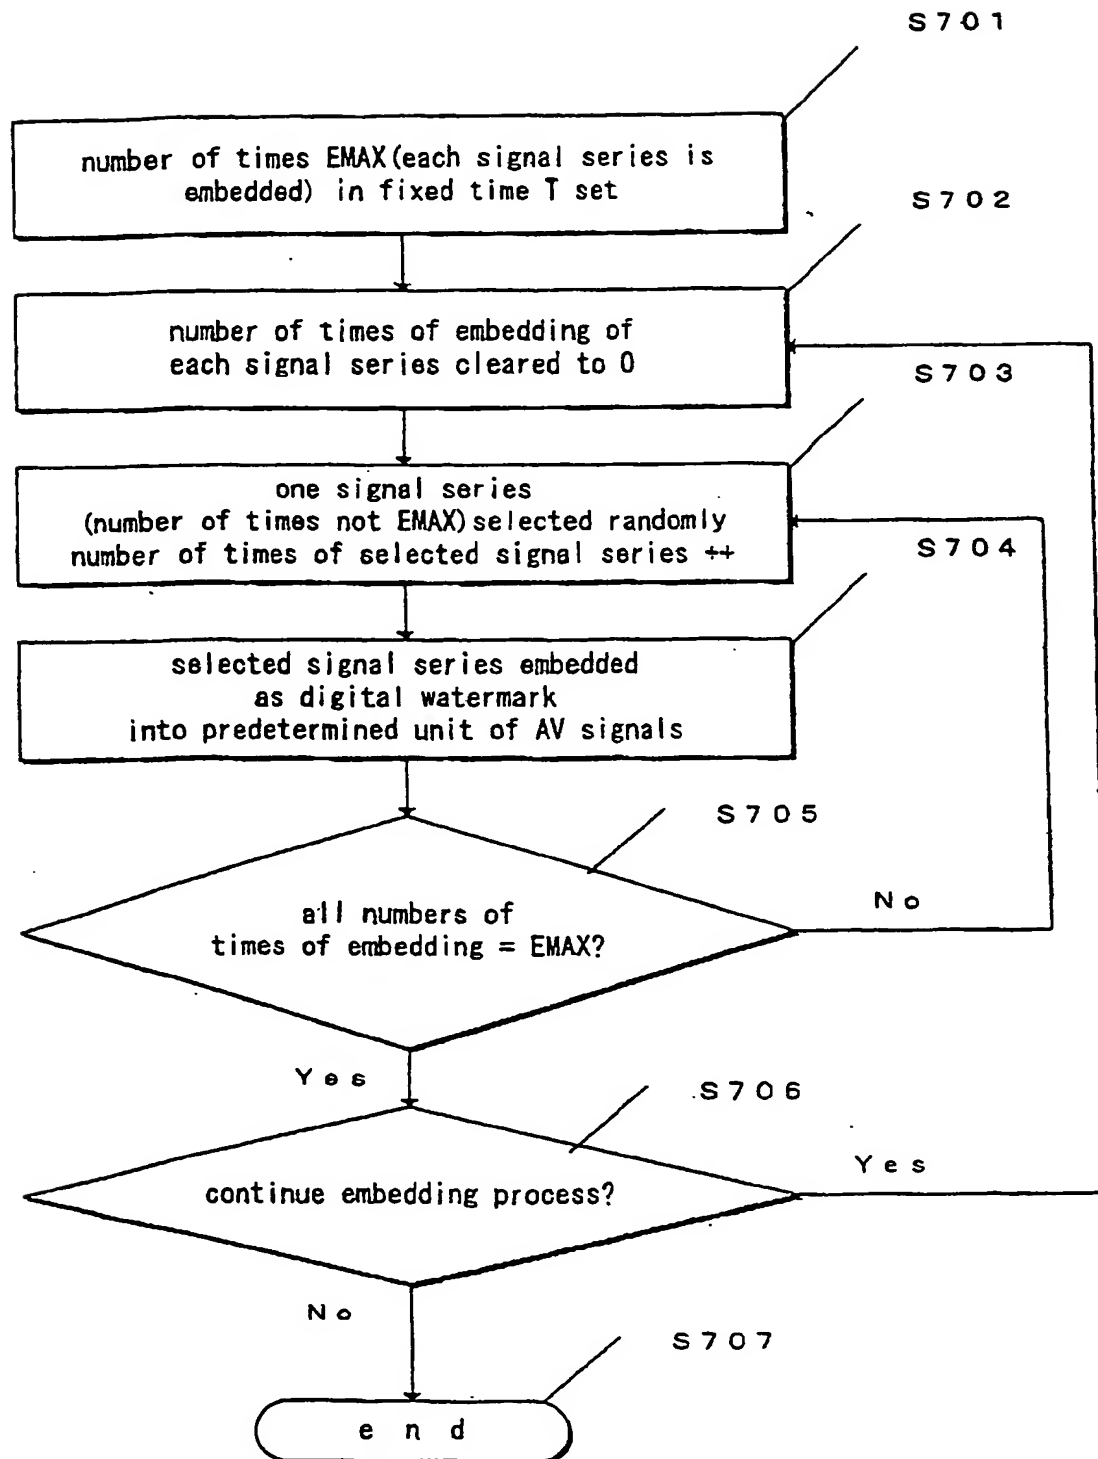 S701
number of times EMAX(each signal series is
embedded) in fixed time T set
S702
number of times of embedding of
each signal series cleared to 0
S703
one signal series
(number of times not EMAX)selected randomly
number of times of selected signal series ++
S704
selected signal series embedded
as digital watermark
into predetermined unit of AV signals
S705
all numbers of
times of embedding = EMAX?
No
Yes
S706
continue embedding process?
Yes
No
S707
end